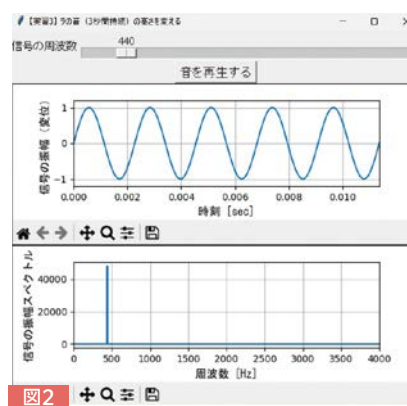 【実習3】ラの音（3秒間持続）の高さを変える
信号の周波数
440
音を再生する
信号の振幅（変位）
1
0
-1
0.000 0.002 0.004 0.006 0.008 0.010
時刻 [sec]
信号の振幅スペクトル
40000
20000
0
0 500 1000 1500 2000 2500 3000 3500 4000
周波数 [Hz]
図2